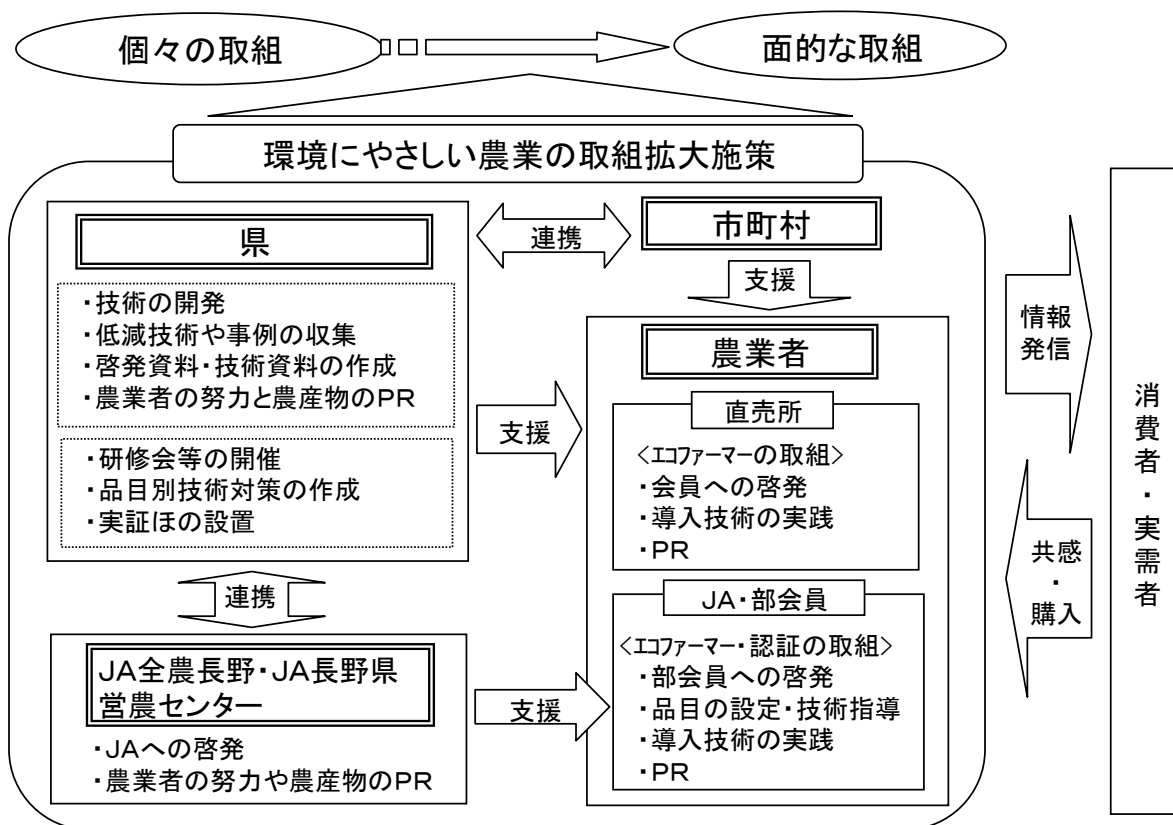 個々の取組
面的な取組
環境にやさしい農業の取組拡大施策
県
・技術の開発
・低減技術や事例の収集
・啓発資料・技術資料の作成
・農業者の努力と農産物のPR
・研修会等の開催
・品目別技術対策の作成
・実証ほの設置
連携
市町村
支援
支援
農業者
直売所
<エコファーマーの取組>
・会員への啓発
・導入技術の実践
・PR
JA・部会員
<エコファーマー・認証の取組>
・部会員への啓発
・品目の設定・技術指導
・導入技術の実践
・PR
連携
JA全農長野・JA長野県
営農センター
・JAへの啓発
・農業者の努力や農産物のPR
支援
情報
発信
共感
・
購入
消費者・実需者